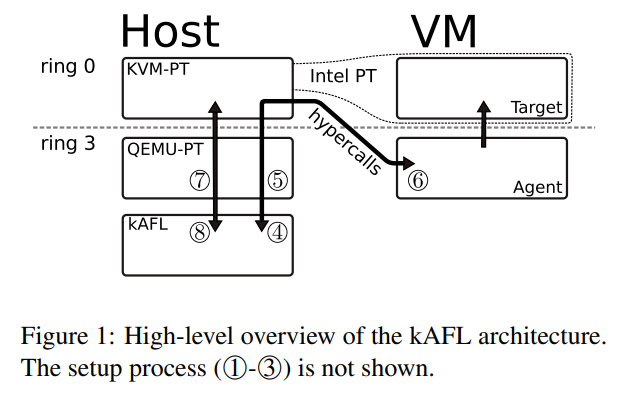 Host
VM
ring 0
KVM-PT
Intel PT
Target
hypercalls
ring 3
QEMU-PT
⑦
⑤
⑥
Agent
kAFL
⑧
④
Figure 1: High-level overview of the kAFL architecture.
The setup process (①-③) is not shown.